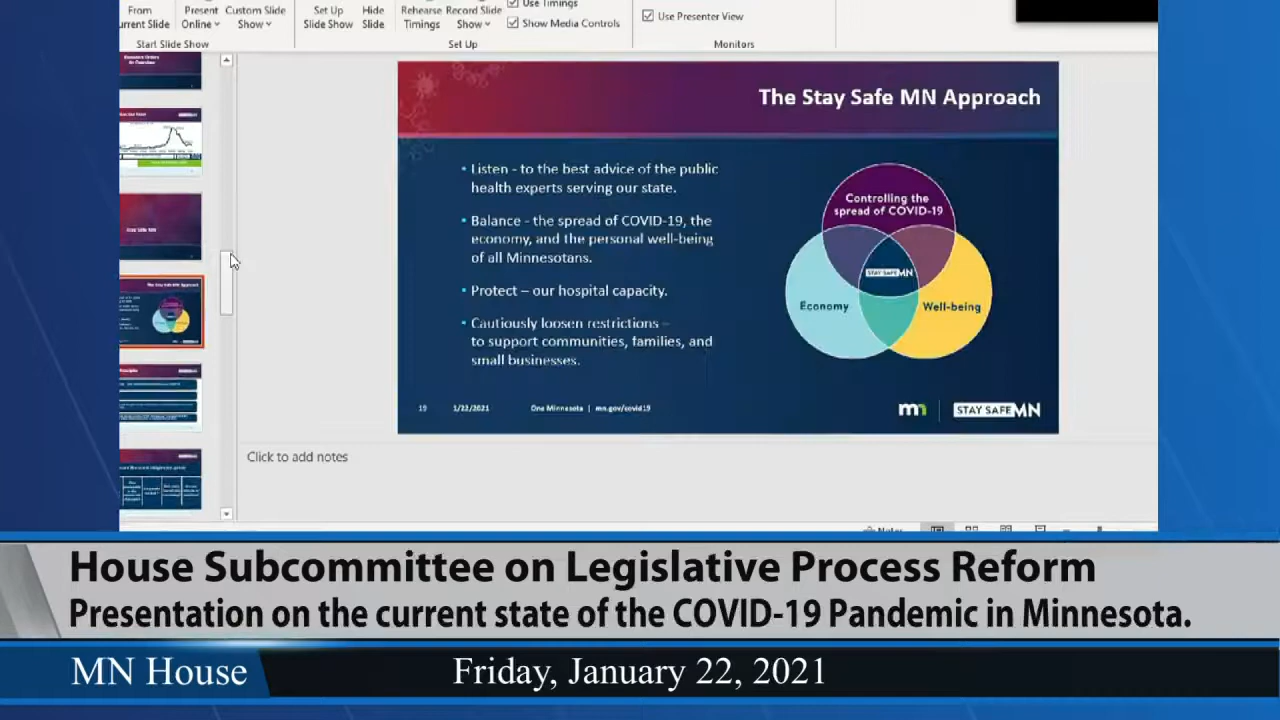 From
Current Slide
Present
Online
Custom Slide
Show
Set Up
Slide Show
Hide
Slide
Rehearse
Timings
Record Slide
Show
Use Timings
Show Media Controls
Use Presenter View
Start Slide Show
Set Up
Monitors
The Stay Safe MN Approach
• Listen - to the best advice of the public
health experts serving our state.
• Balance - the spread of COVID-19, the
economy, and the personal well-being
of all Minnesotans.
• Protect – our hospital capacity.
• Cautiously loosen restrictions –
to support communities, families, and
small businesses.
Controlling the
spread of COVID-19
STAY SAFE MN
Economy
Well-being
19 1/22/2021 One Minnesota | mn.gov/covid19
mn STAY SAFE MN
Click to add notes
Notes
House Subcommittee on Legislative Process Reform
Presentation on the current state of the COVID-19 Pandemic in Minnesota.
MN House Friday, January 22, 2021